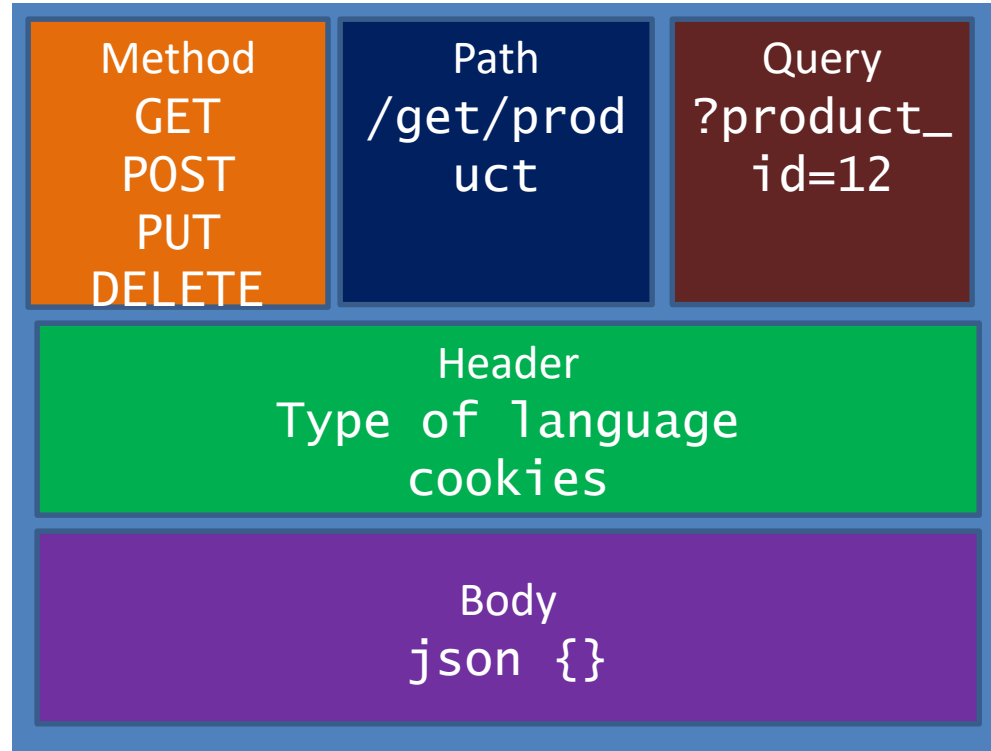 Method
GET
POST
PUT
DELETE
Path
/get/prod
uct
Query
?product_
id=12
Header
Type of language
cookies
Body
json {}